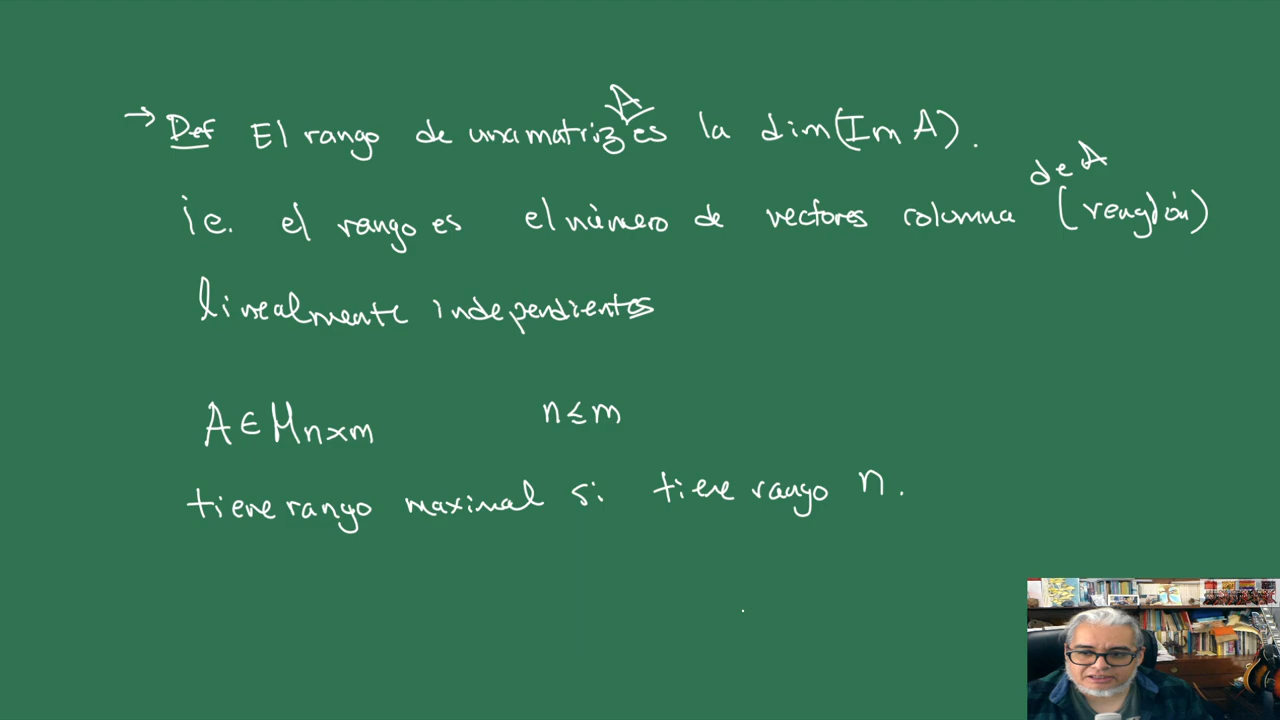 → Def El rango de una matriz A es la dim(Im A).
i.e. el rango es el número de vectores columna de A (renglón)
linealmente independientes
A ∈ M_{n×m} n ≤ m
tiene rango maximal si tiene rango n.